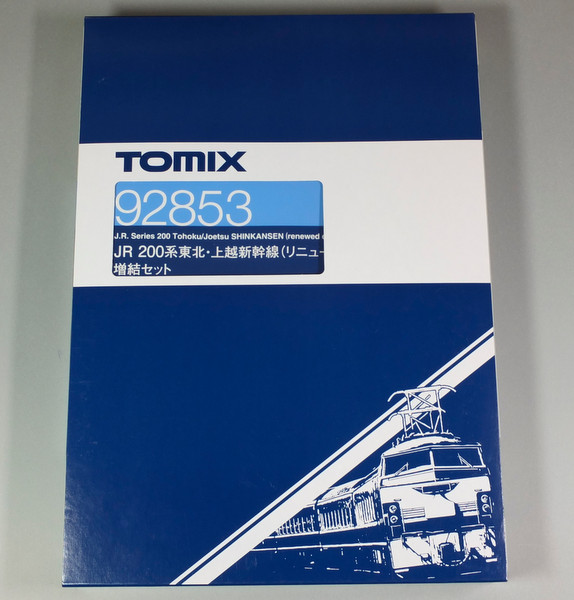 TOMIX
92853
J.R. Series 200 Tohoku/Joetsu SHINKANSEN (renewed
JR 200系東北・上越新幹線(リニュー
増結セット